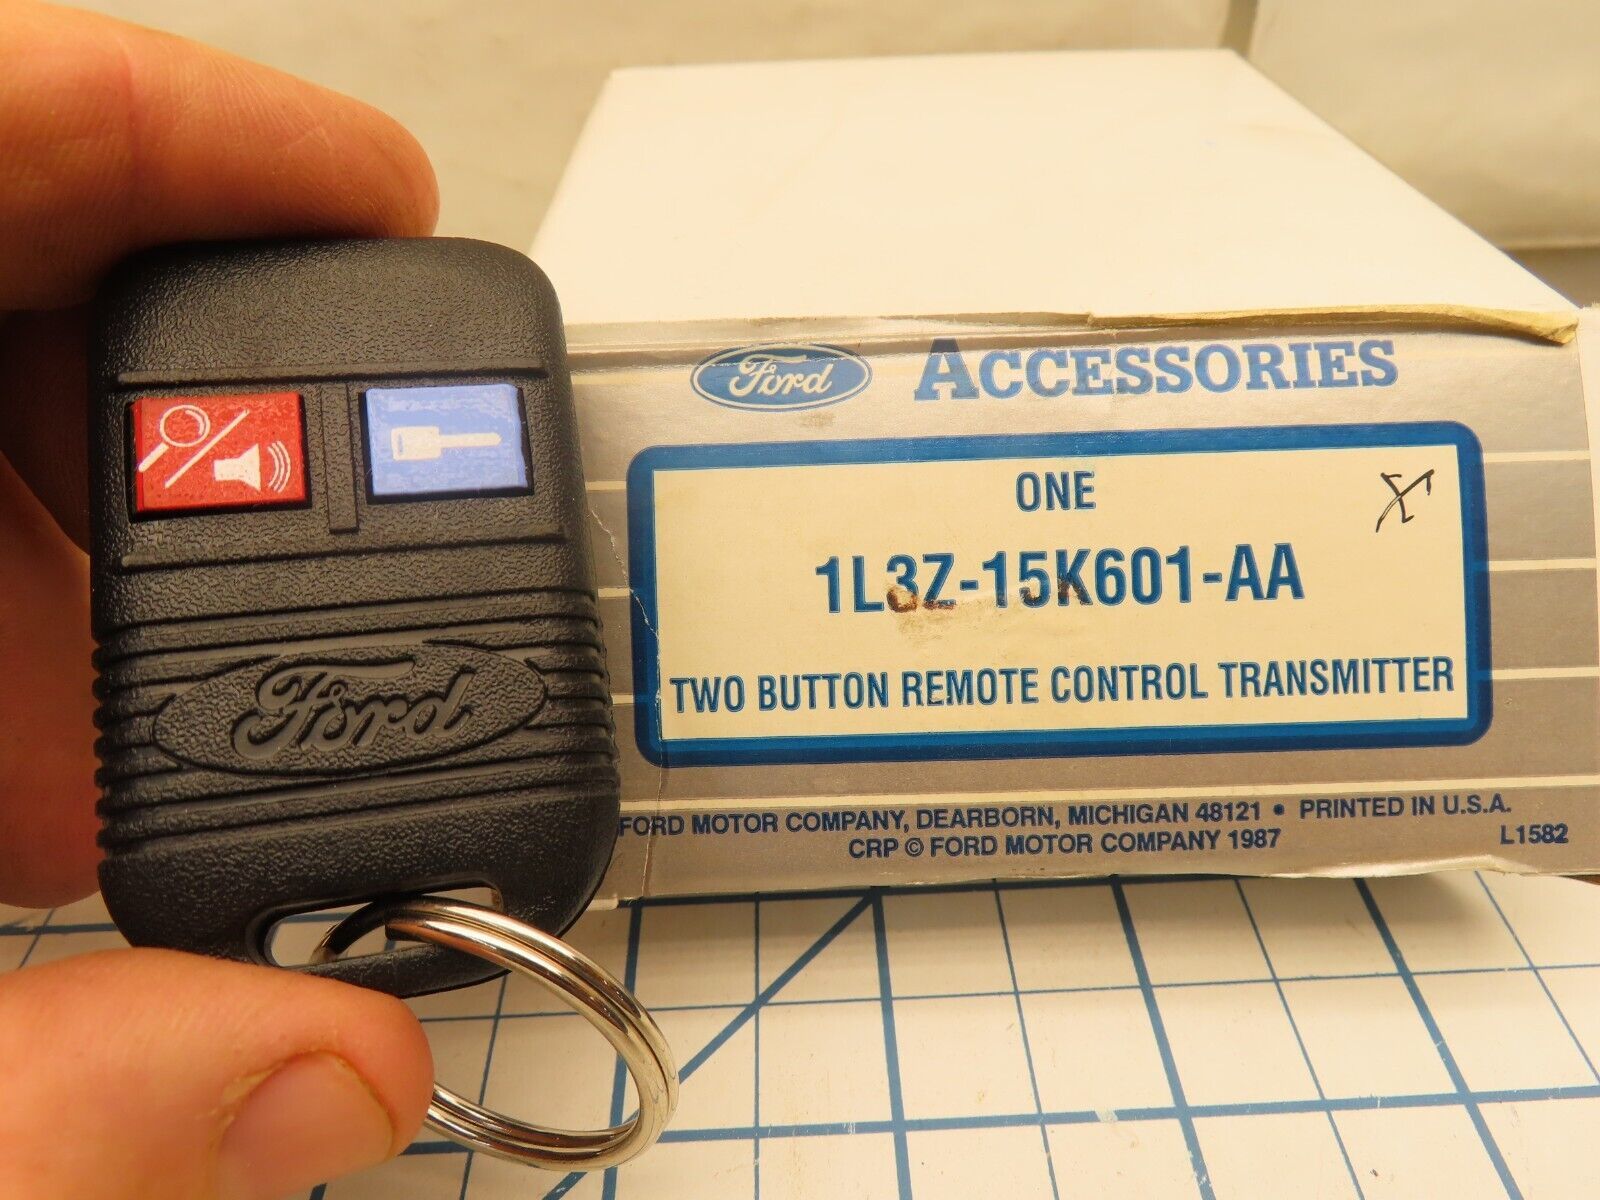 Ford
Ford ACCESSORIES
ONE
X
1L3Z-15K601-AA
TWO BUTTON REMOTE CONTROL TRANSMITTER
FORD MOTOR COMPANY, DEARBORN, MICHIGAN 48121 • PRINTED IN U.S.A.
CRP © FORD MOTOR COMPANY 1987
L1582